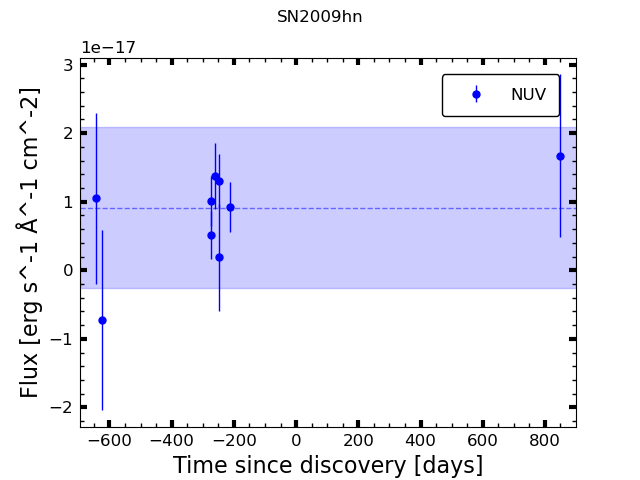 SN2009hn
1e−17
3
2
1
0
−1
−2
Flux [erg s^-1 Å^-1 cm^-2]
NUV
−600 −400 −200 0 200 400 600 800
Time since discovery [days]